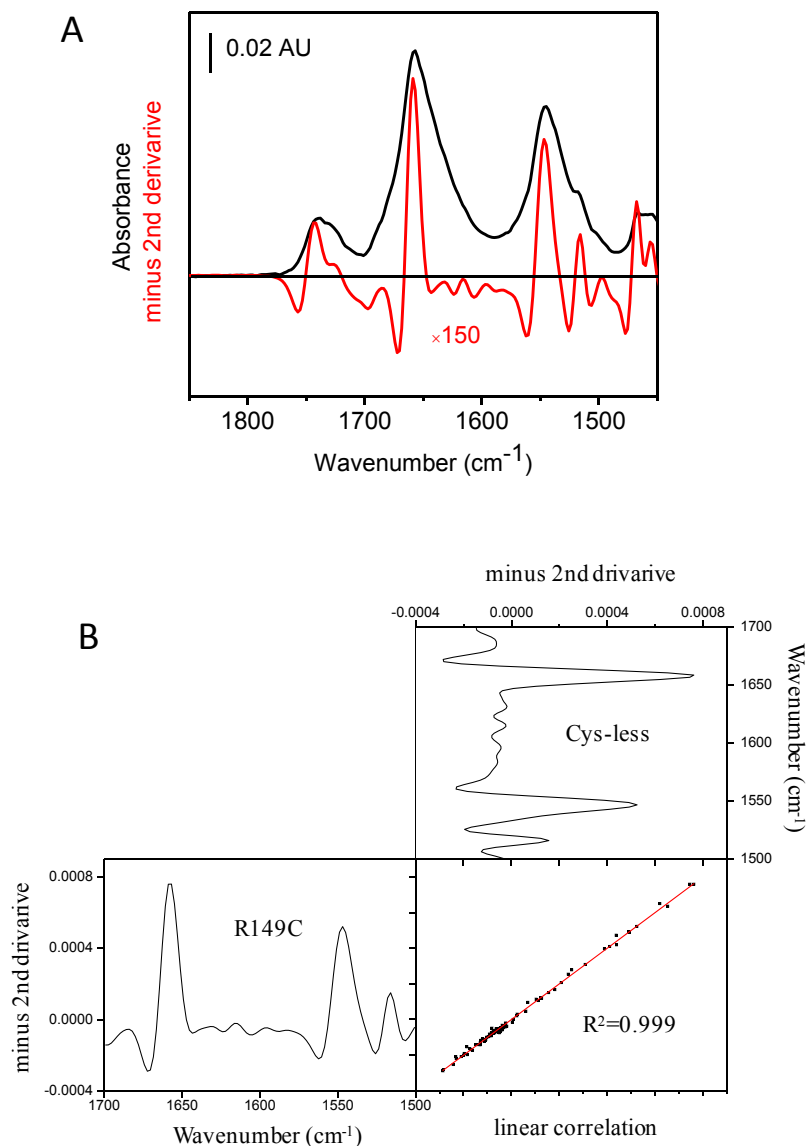 A
0.02 AU
Absorbance
minus 2nd derivarive
×150
1800 1700 1600 1500
Wavenumber (cm-1)
B
minus 2nd drivarive
-0.0004 0.0000 0.0004 0.0008
1700
1650
1600
1550
1500
Wavenumber (cm-1)
Cys-less
minus 2nd drivarive
0.0008
0.0004
0.0000
-0.0004
R149C
1700 1650 1600 1550 1500
Wavenumber (cm-1)
R2=0.999
linear correlation